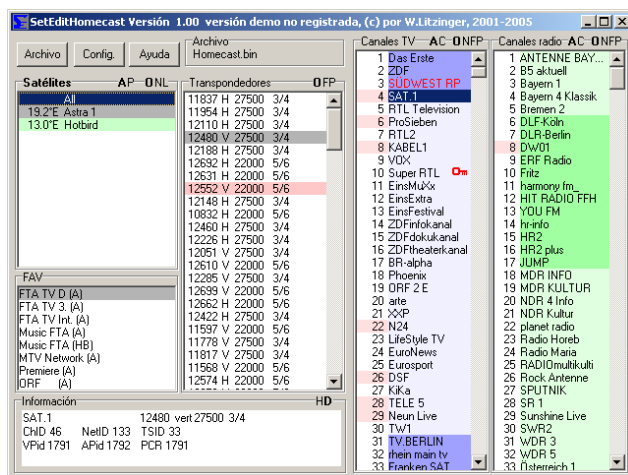 SetEditHomecast Versión 1.00 versión demo no registrada, (c) por W.Litzinger, 2001-2005
Archivo Config. Ayuda
Archivo
Homecast.bin
Satélites AP ONL
All
19.2°E Astra 1
13.0°E Hotbird
FAV
FTA TV D (A)
FTA TV 3. (A)
FTA TV Int. (A)
Music FTA (A)
Music FTA (HB)
MTV Network (A)
Premiere (A)
ORF (A)
Transpondedores OFP
11837 H 27500 3/4
11954 H 27500 3/4
12110 H 27500 3/4
12480 V 27500 3/4
12188 H 27500 3/4
12692 H 22000 5/6
12631 H 22000 5/6
12552 V 22000 5/6
12148 H 27500 3/4
10832 H 22000 5/6
12460 H 27500 3/4
12226 H 27500 3/4
12051 V 27500 3/4
12610 V 22000 5/6
12285 V 27500 3/4
12699 V 22000 5/6
12662 H 22000 5/6
12422 H 27500 3/4
11597 V 22000 5/6
11778 V 27500 3/4
11817 V 27500 3/4
11568 V 22000 5/6
12574 H 22000 5/6
Información HD
SAT.1 12480 vert 27500 3/4
ChID 46 NetID 133 TSID 33
VPid 1791 APid 1792 PCR 1791
Canales TV AC ONFP
1 Das Erste
2 ZDF
3 SÜDWEST RP
4 SAT.1
5 RTL Television
6 ProSieben
7 RTL2
8 KABEL1
9 VOX
10 Super RTL
11 EinsMuXx
12 EinsExtra
13 EinsFestival
14 ZDFinfokanal
15 ZDFdokukanal
16 ZDFtheaterkanal
17 BR-alpha
18 Phoenix
19 ORF 2 E
20 arte
21 XXP
22 N24
23 LifeStyle TV
24 EuroNews
25 Eurosport
26 DSF
27 KiKa
28 TELE 5
29 Neun Live
30 TW1
31 TV.BERLIN
32 rhein main tv
33 Franken SAT
Canales radio AC ONFP
1 ANTENNE BAY...
2 B5 aktuell
3 Bayern 1
4 Bayern 4 Klassik
5 Bremen 2
6 DLF-Köln
7 DLR-Berlin
8 DW01
9 ERF Radio
10 Fritz
11 harmony fm_
12 HIT RADIO FFH
13 YOU FM
14 hr-info
15 HR2
16 HR2 plus
17 JUMP
18 MDR INFO
19 MDR KULTUR
20 NDR 4 Info
21 NDR Kultur
22 planet radio
23 Radio Horeb
24 Radio Maria
25 RADIOmultikulti
26 Rock Antenne
27 SPUTNIK
28 SR 1
29 Sunshine Live
30 SWR2
31 WDR 3
32 WDR 5
33 Österreich 1